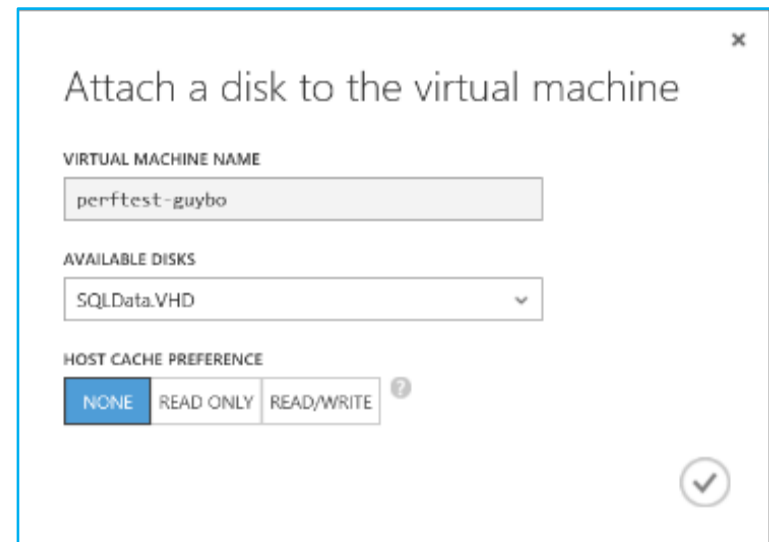 Attach a disk to the virtual machine
VIRTUAL MACHINE NAME
perftest-guybo
AVAILABLE DISKS
SQLData.VHD
HOST CACHE PREFERENCE
NONE READ ONLY READ/WRITE ?